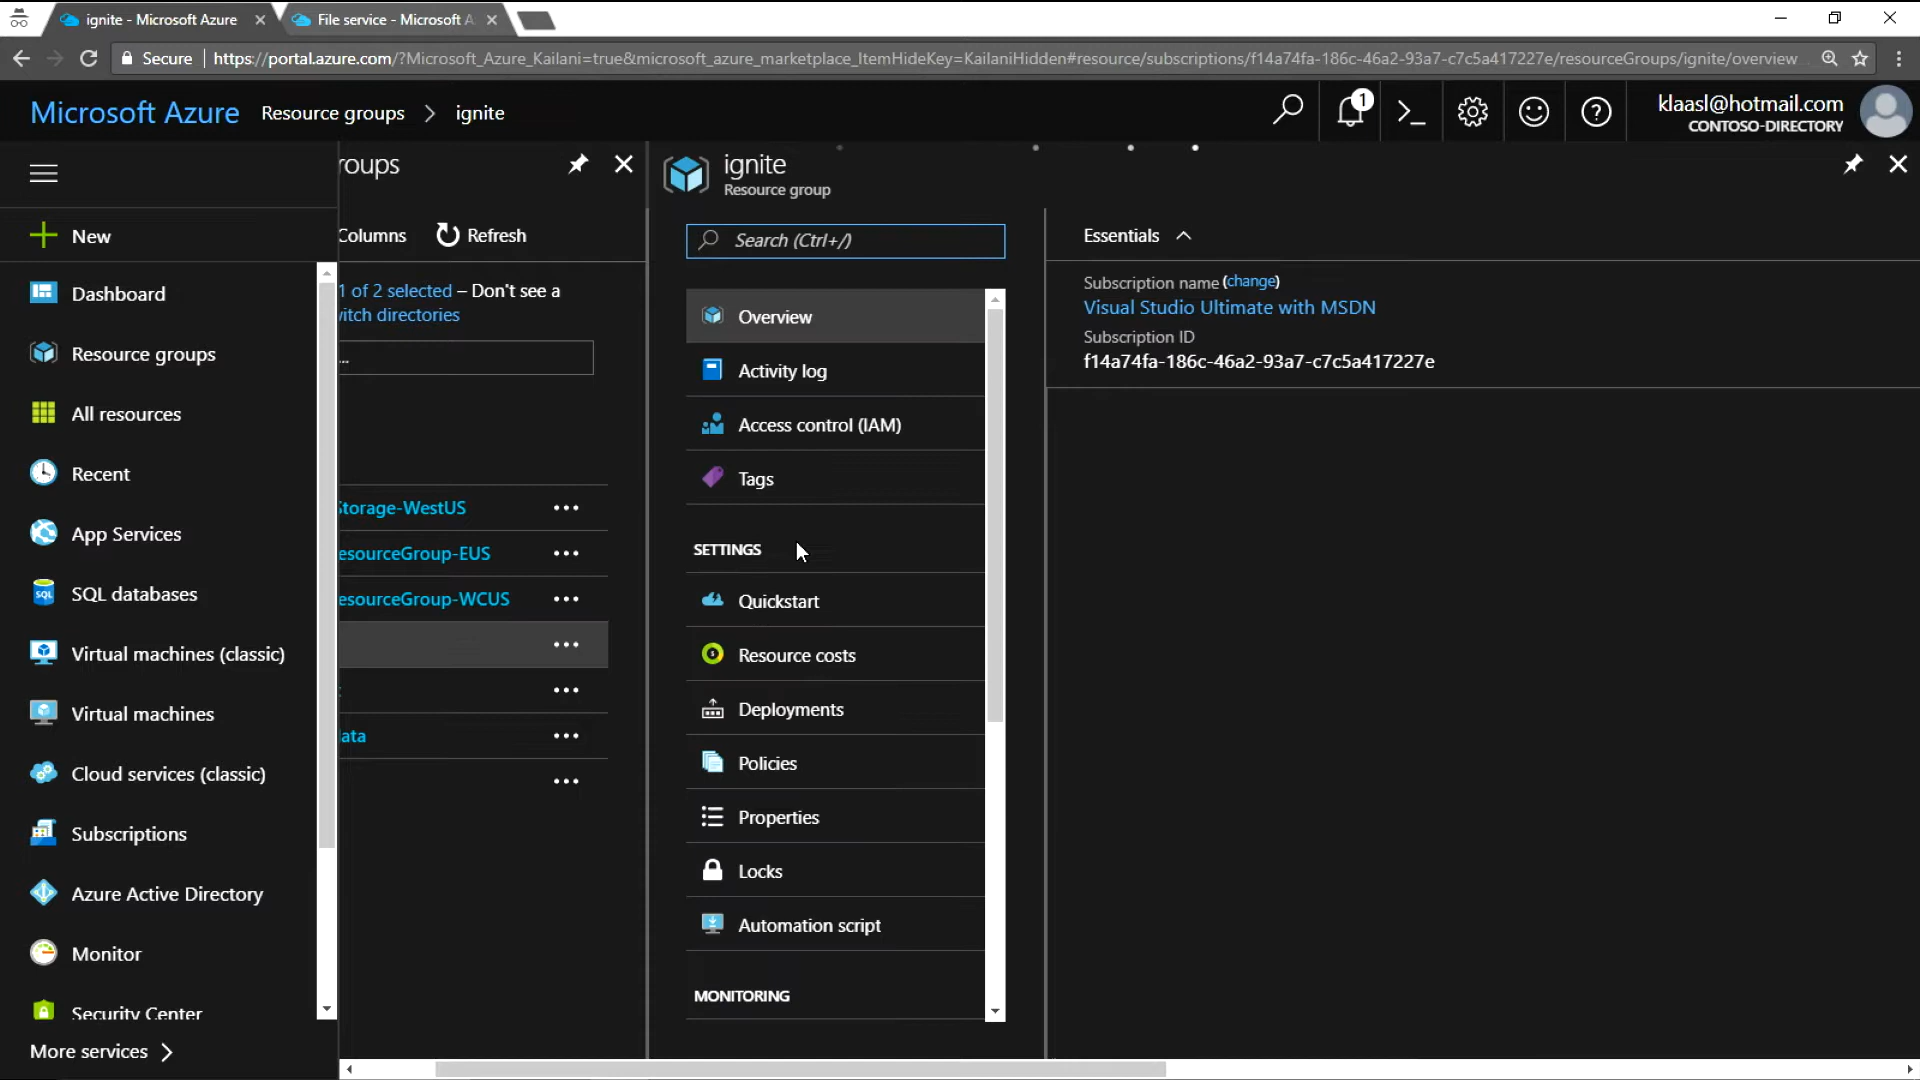 ignite - Microsoft Azure
File service - Microsoft A
Secure
https://portal.azure.com/?Microsoft_Azure_Kailani=true&microsoft_azure_marketplace_ItemHideKey=KailaniHidden#resource/subscriptions/f14a74fa-186c-46a2-93a7-c7c5a417227e/resourceGroups/ignite/overview
Microsoft Azure
Resource groups > ignite
1
klaasl@hotmail.com
CONTOSO-DIRECTORY
New
Dashboard
Resource groups
All resources
Recent
App Services
SQL databases
Virtual machines (classic)
Virtual machines
Cloud services (classic)
Subscriptions
Azure Active Directory
Monitor
Security Center
More services >
roups
Columns
Refresh
1 of 2 selected – Don't see a
itch directories
...
Storage-WestUS
esourceGroup-EUS
esourceGroup-WCUS
ata
ignite
Resource group
Search (Ctrl+/)
Overview
Activity log
Access control (IAM)
Tags
SETTINGS
Quickstart
Resource costs
Deployments
Policies
Properties
Locks
Automation script
MONITORING
Essentials
Subscription name (change)
Visual Studio Ultimate with MSDN
Subscription ID
f14a74fa-186c-46a2-93a7-c7c5a417227e